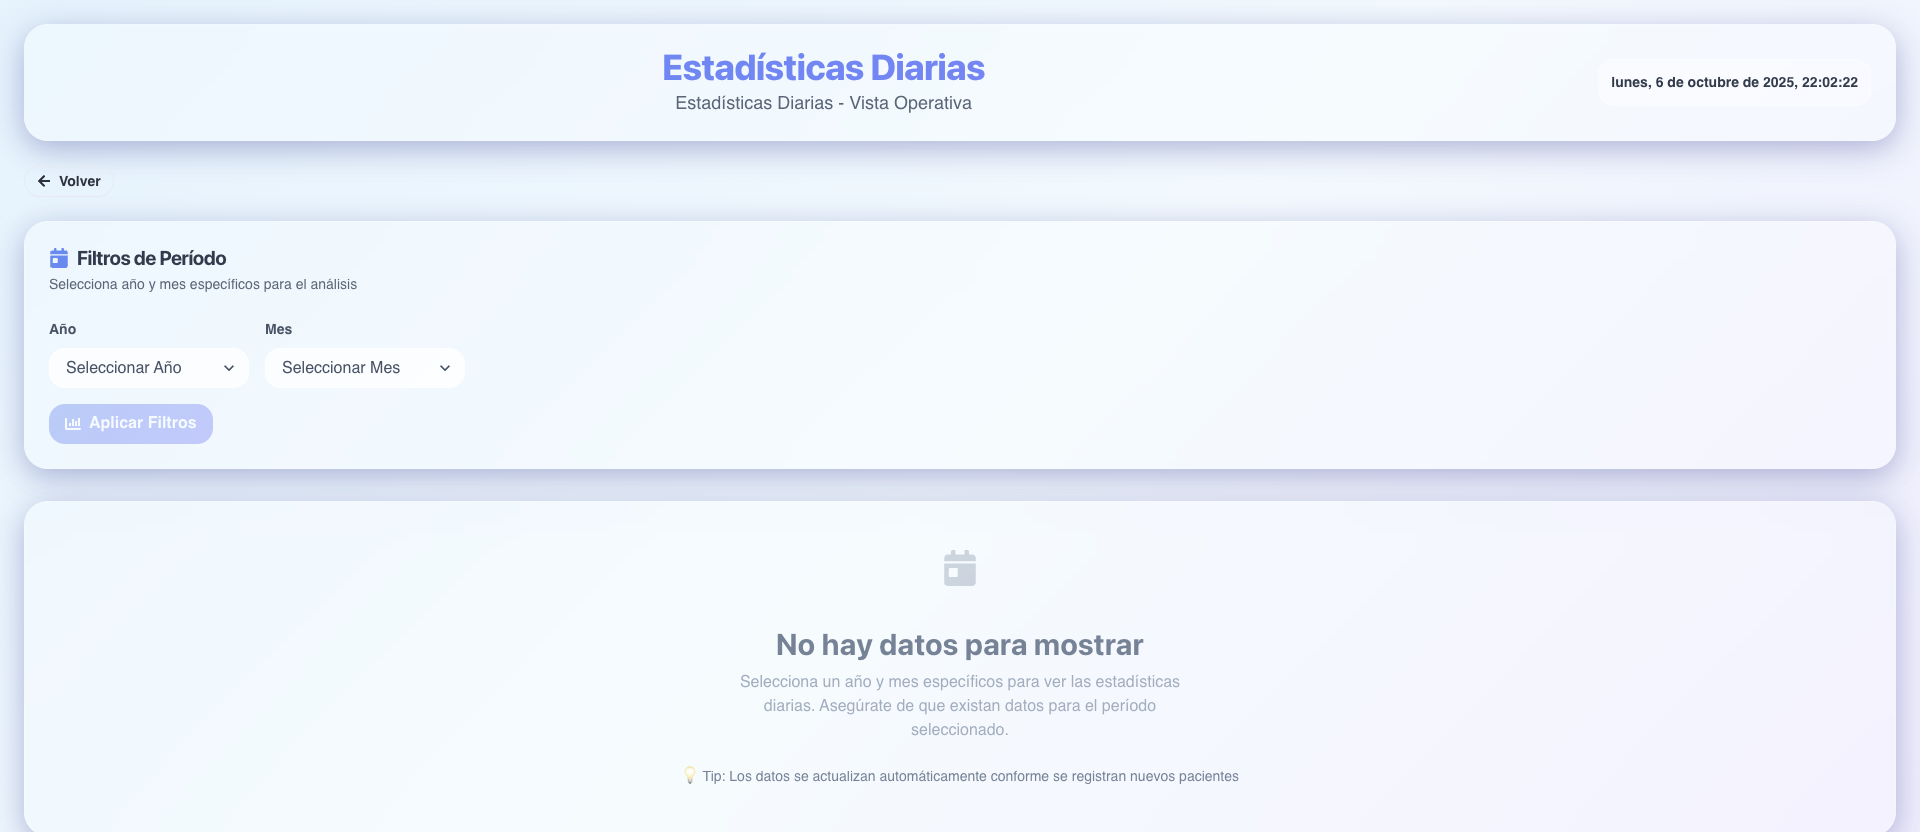 Estadísticas Diarias
Estadísticas Diarias - Vista Operativa
lunes, 6 de octubre de 2025, 22:02:22
Volver
Filtros de Período
Selecciona año y mes específicos para el análisis
Año
Mes
Seleccionar Año
Seleccionar Mes
Aplicar Filtros
No hay datos para mostrar
Selecciona un año y mes específicos para ver las estadísticas
diarias. Asegúrate de que existan datos para el período
seleccionado.
💡 Tip: Los datos se actualizan automáticamente conforme se registran nuevos pacientes